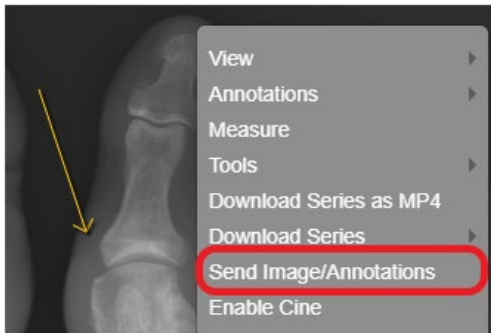 View
Annotations
Measure
Tools
Download Series as MP4
Download Series
Send Image/Annotations
Enable Cine